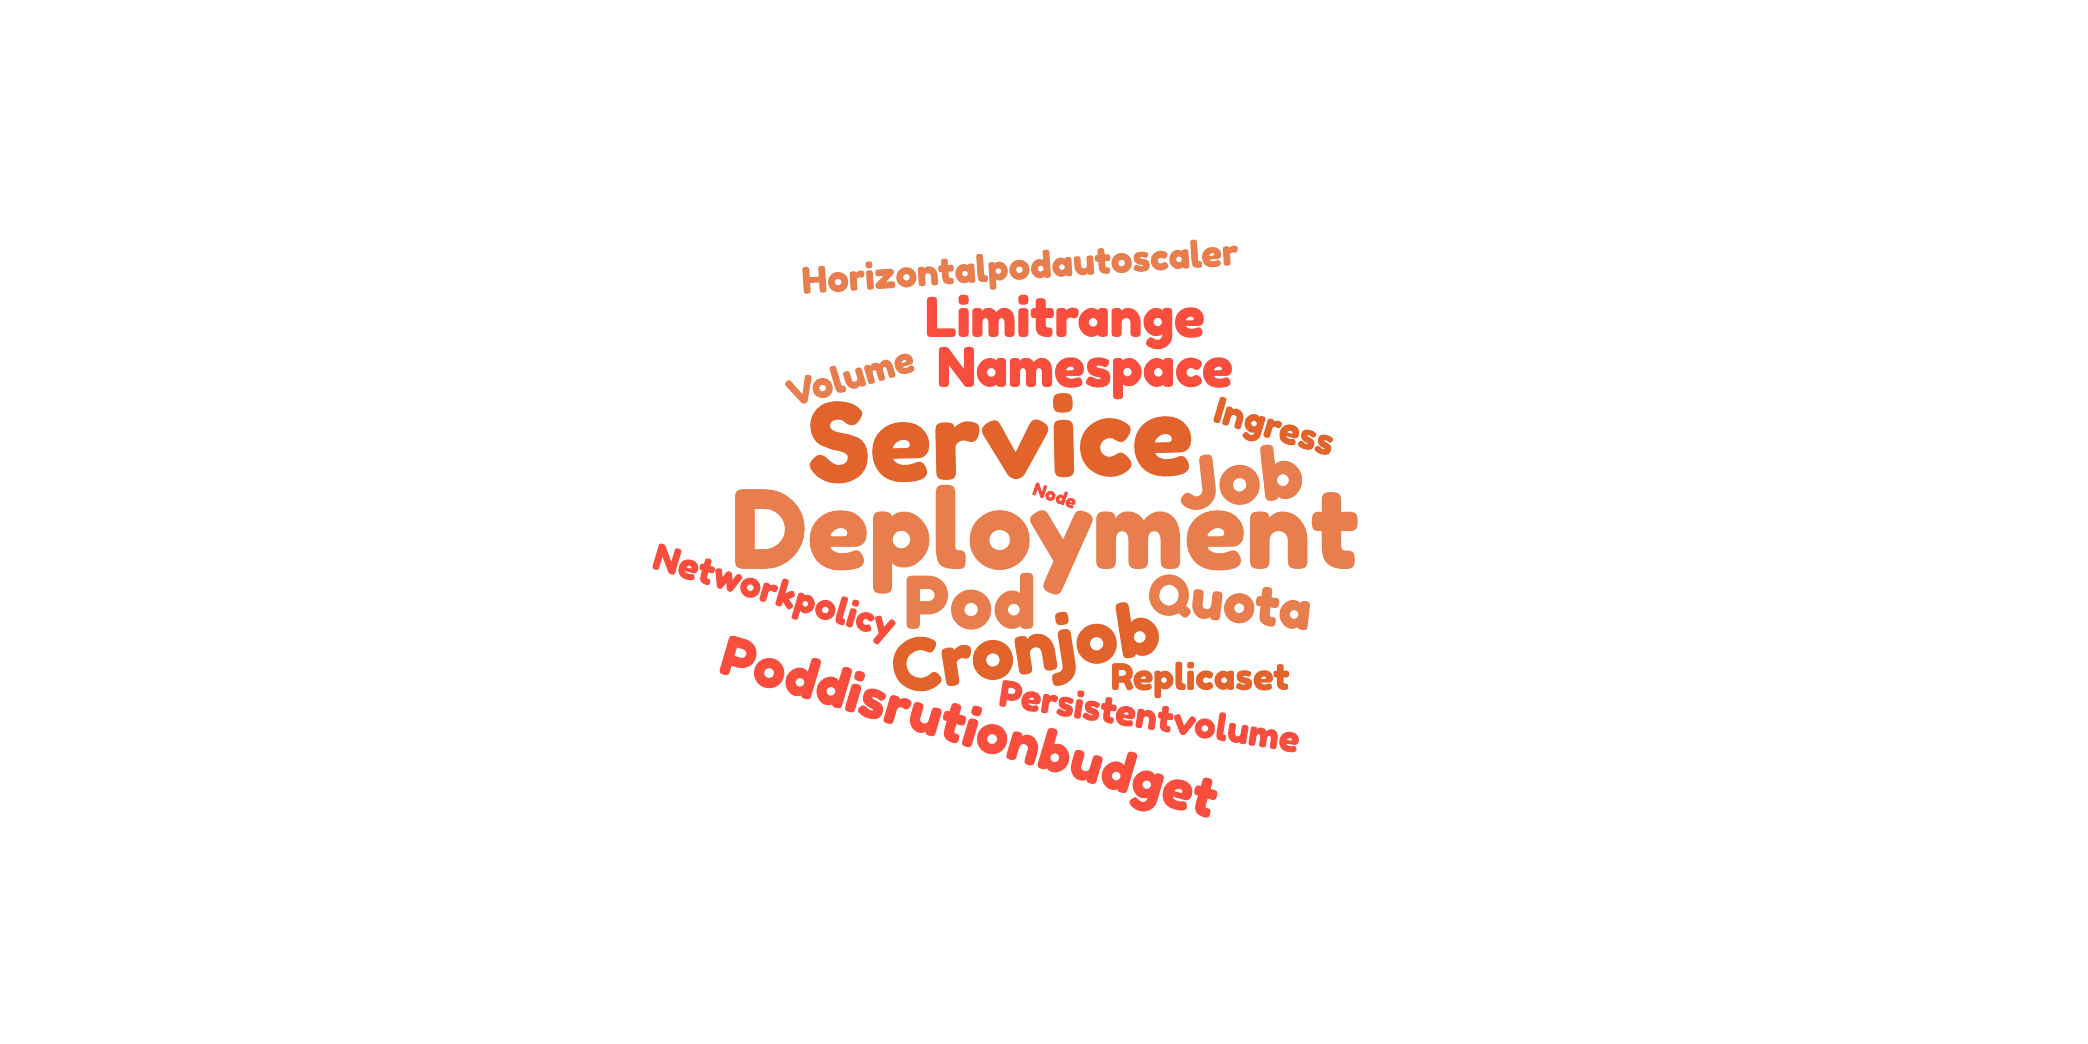 Horizontalpodautoscaler
Limitrange
Namespace
Volume
Service
Ingress
Job
Node
Deployment
Networkpolicy
Pod
Quota
Cronjob
Replicaset
Persistentvolume
Poddisrutionbudget